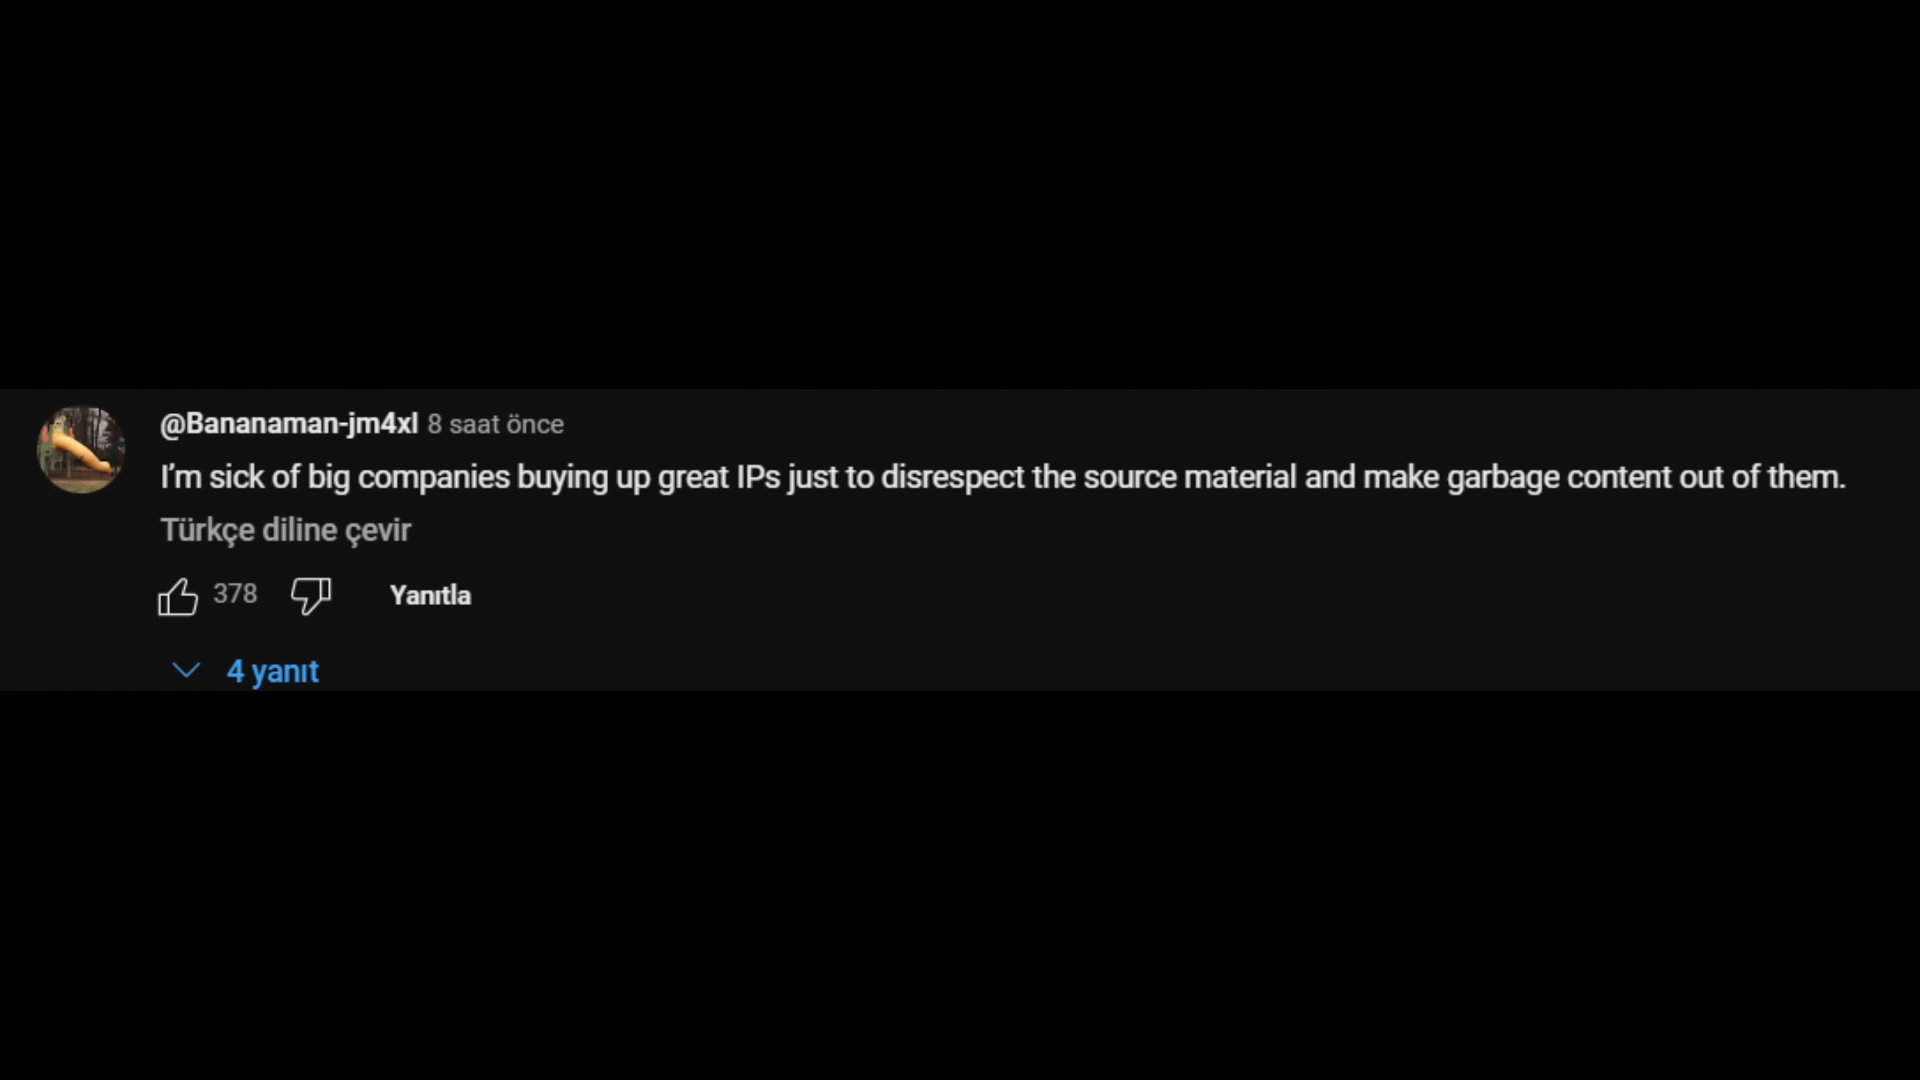 @Bananaman-jm4xl 8 saat önce
I’m sick of big companies buying up great IPs just to disrespect the source material and make garbage content out of them.
Türkçe diline çevir
378 Yanıtla
4 yanıt